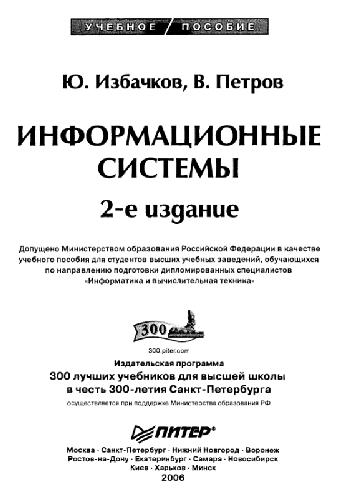 УЧЕБНОЕ / ПОСОБИЕ
Ю. Избачков, В. Петров
ИНФОРМАЦИОННЫЕ
СИСТЕМЫ
2-е издание
Допущено Министерством образования Российской Федерации в качестве
учебного пособия для студентов высших учебных заведений, обучающихся
по направлению подготовки дипломированных специалистов
«Информатика и вычислительная техника»
300
300.piter.com
Издательская программа
300 лучших учебников для высшей школы
в честь 300-летия Санкт-Петербурга
осуществляется при поддержке Министерства образования РФ
ПИТЕР®
Москва · Санкт-Петербург · Нижний Новгород · Воронеж
Ростов-на-Дону · Екатеринбург · Самара · Новосибирск
Киев · Харьков · Минск
2006